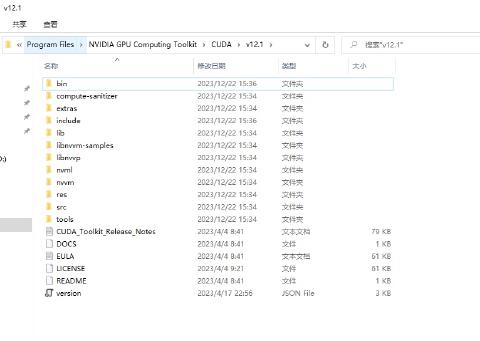 v12.1
共享 查看
« Program Files > NVIDIA GPU Computing Toolkit > CUDA > v12.1 > 搜索"v12.1"
名称 修改日期 类型 大小
bin 2023/12/22 15:36 文件夹
compute-sanitizer 2023/12/22 15:34 文件夹
extras 2023/12/22 15:34 文件夹
include 2023/12/22 15:36 文件夹
lib 2023/12/22 15:34 文件夹
libnvvm-samples 2023/12/22 15:34 文件夹
libnvvp 2023/12/22 15:34 文件夹
nvml 2023/12/22 15:34 文件夹
nvvm 2023/12/22 15:34 文件夹
res 2023/12/22 15:34 文件夹
src 2023/12/22 15:34 文件夹
tools 2023/12/22 15:34 文件夹
CUDA_Toolkit_Release_Notes 2023/4/4 8:41 文本文档 79 KB
DOCS 2023/4/4 8:41 文件 1 KB
EULA 2023/4/4 8:41 文本文档 61 KB
LICENSE 2023/4/4 9:21 文件 61 KB
README 2023/4/4 8:41 文件 1 KB
version 2023/4/17 22:56 JSON File 3 KB